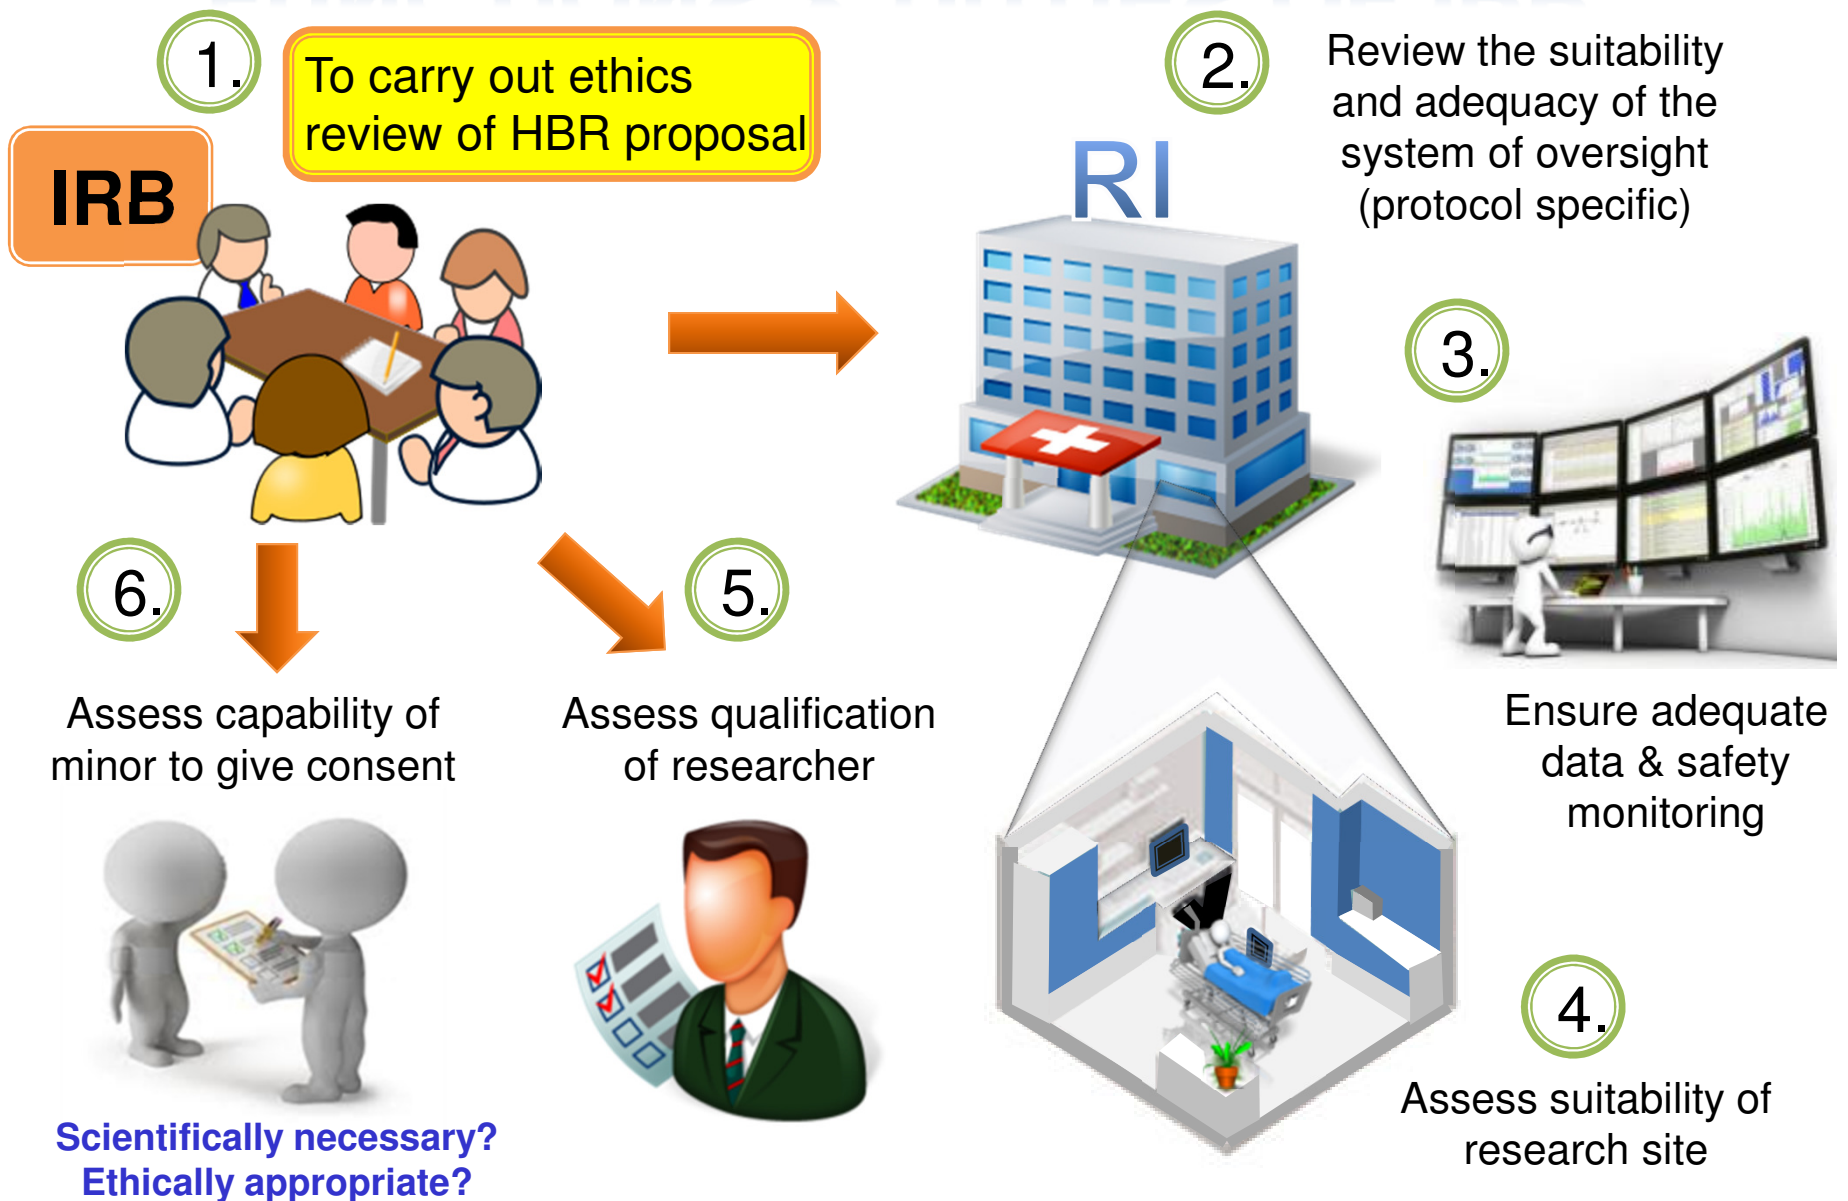 1.
To carry out ethics
review of HBR proposal
IRB
2.
Review the suitability
and adequacy of the
system of oversight
(protocol specific)
RI
3.
Ensure adequate
data & safety
monitoring
4.
Assess suitability of
research site
5.
Assess qualification
of researcher
6.
Assess capability of
minor to give consent
Scientifically necessary?
Ethically appropriate?